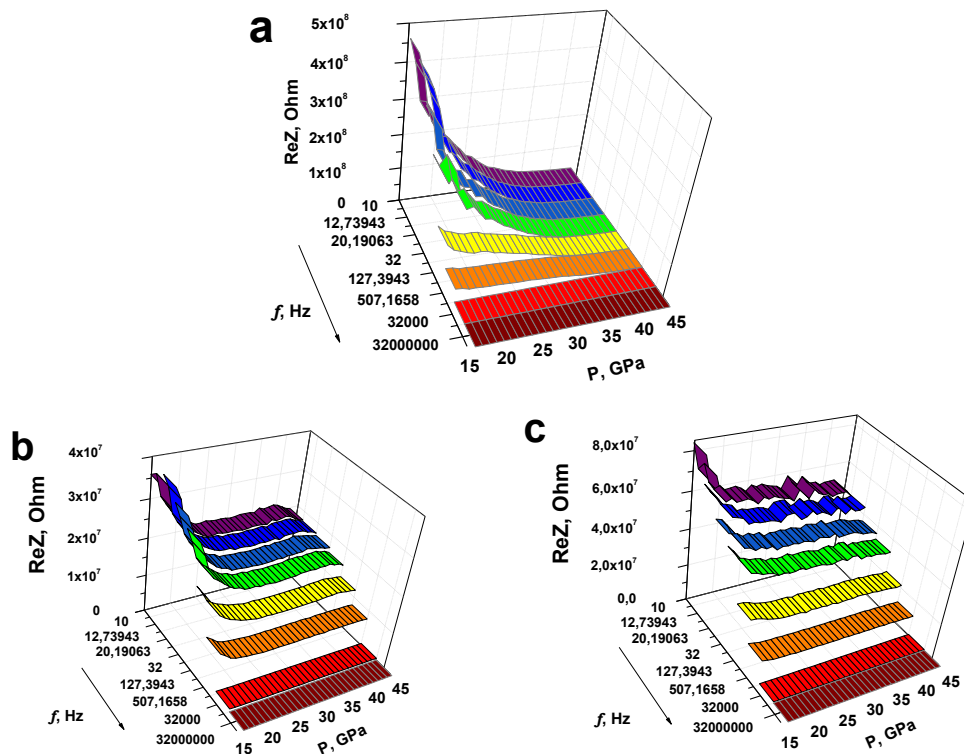 a
5x10⁸
4x10⁸
3x10⁸
2x10⁸
1x10⁸
0
ReZ, Ohm
10
12,73943
20,19063
32
127,3943
507,1658
32000
32000000
f, Hz
15
20
25
30
35
40
45
P, GPa
b
4x10⁷
3x10⁷
2x10⁷
1x10⁷
0
ReZ, Ohm
10
12,73943
20,19063
32
127,3943
507,1658
32000
32000000
f, Hz
15
20
25
30
35
40
45
P, GPa
c
8,0x10⁷
6,0x10⁷
4,0x10⁷
2,0x10⁷
0,0
ReZ, Ohm
10
12,73943
20,19063
32
127,3943
507,1658
32000
32000000
f, Hz
15
20
25
30
35
40
45
P, GPa